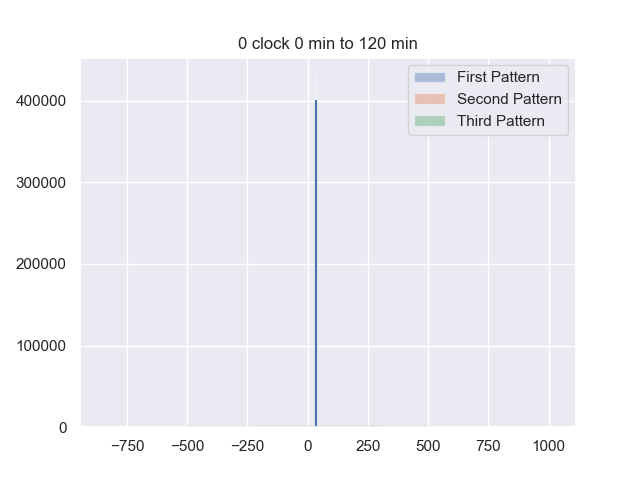 0 clock 0 min to 120 min
First Pattern
Second Pattern
Third Pattern
400000
300000
200000
100000
0
−750 −500 −250 0 250 500 750 1000